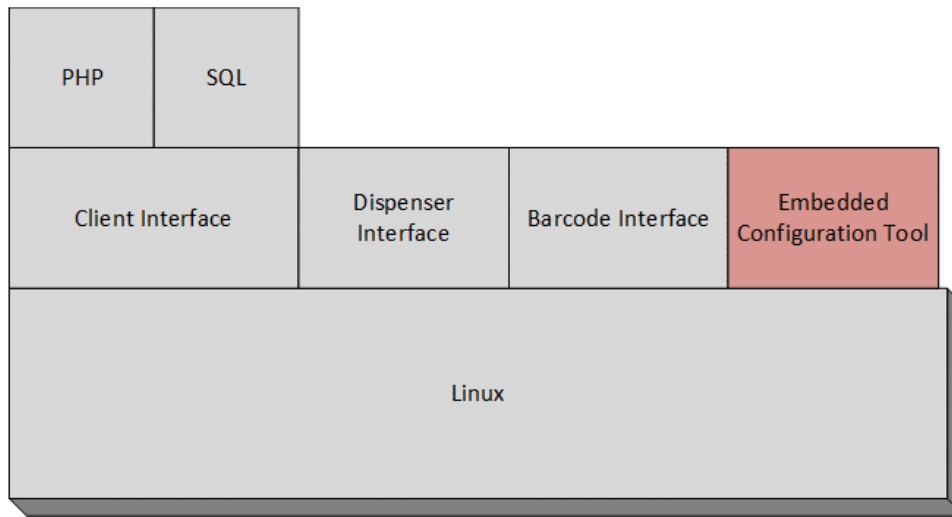 PHP
SQL
Client Interface
Dispenser
Interface
Barcode Interface
Embedded
Configuration Tool
Linux